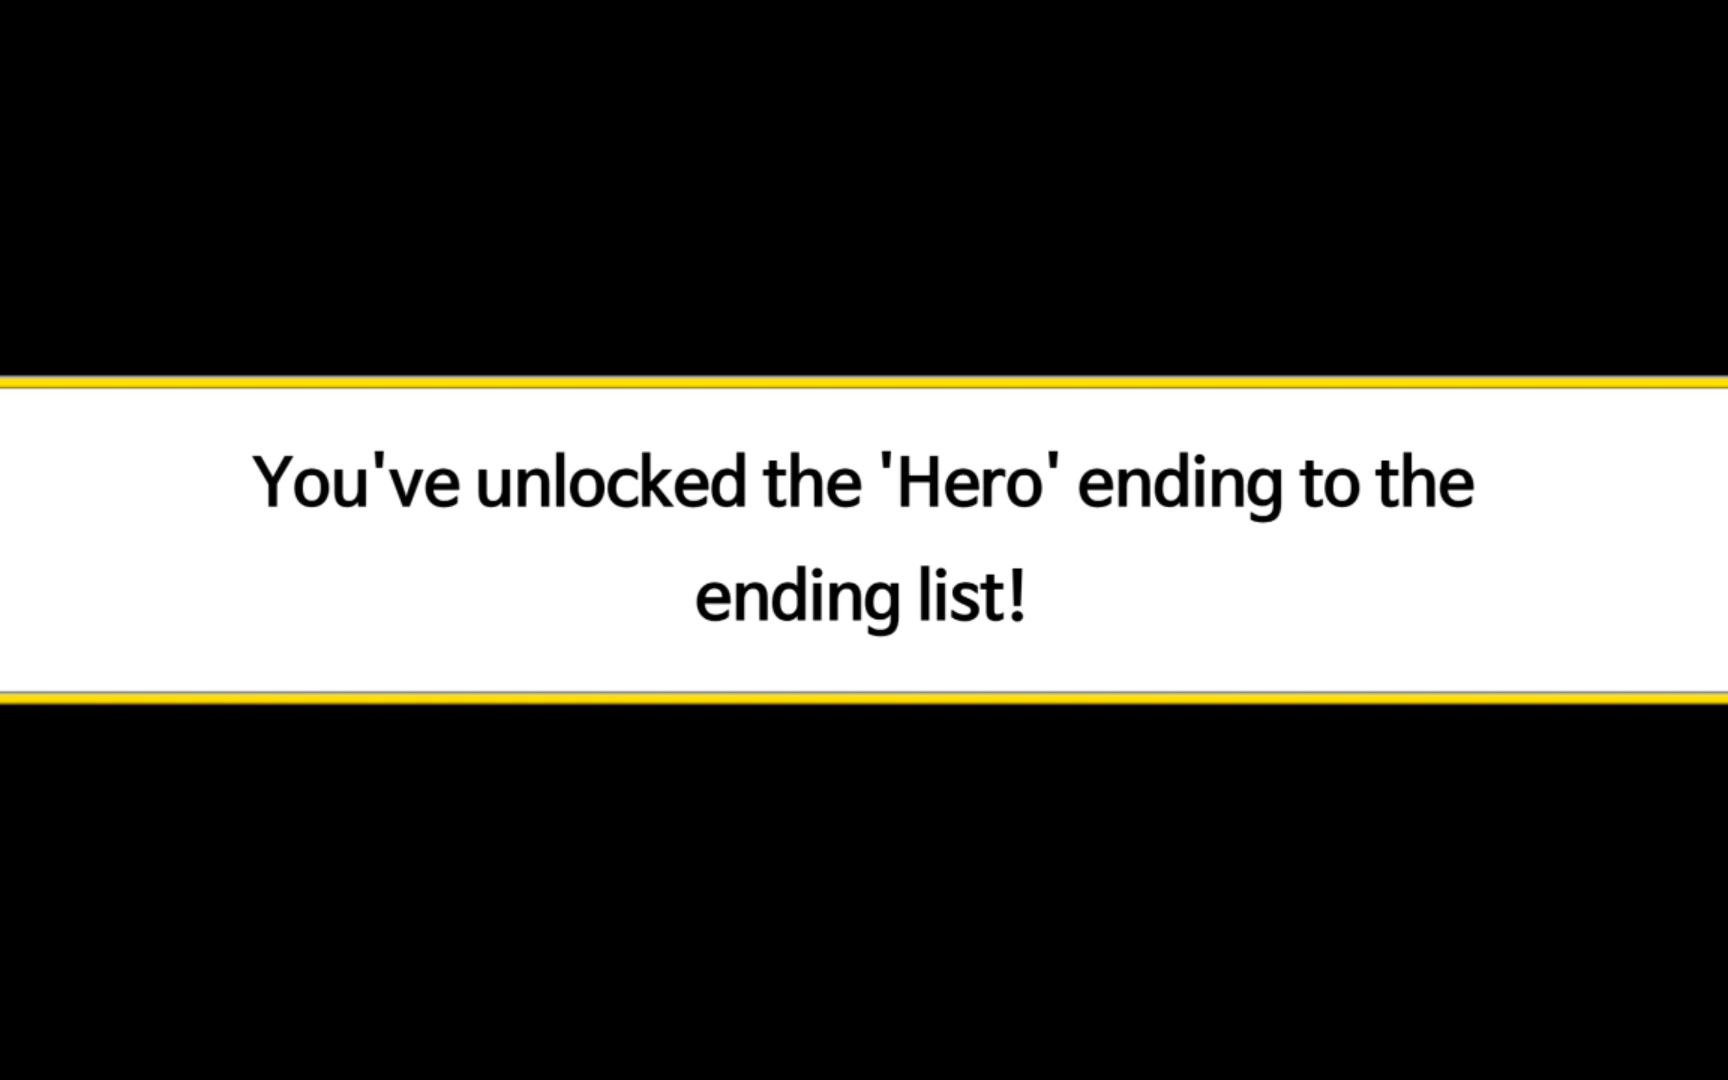 You've unlocked the 'Hero' ending to the
ending list!